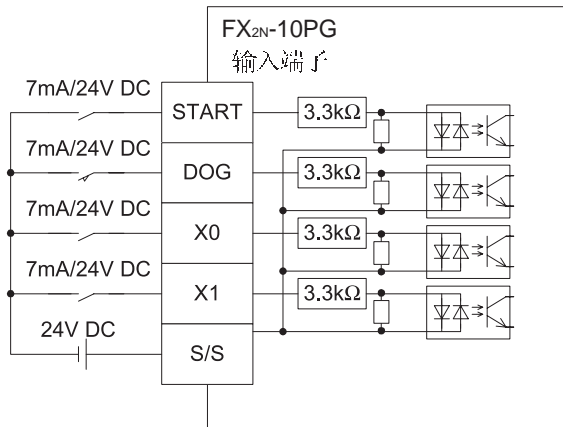 FX2N-10PG
输入端子
7mA/24V DC
START
3.3kΩ
7mA/24V DC
DOG
3.3kΩ
7mA/24V DC
X0
3.3kΩ
7mA/24V DC
X1
3.3kΩ
24V DC
S/S